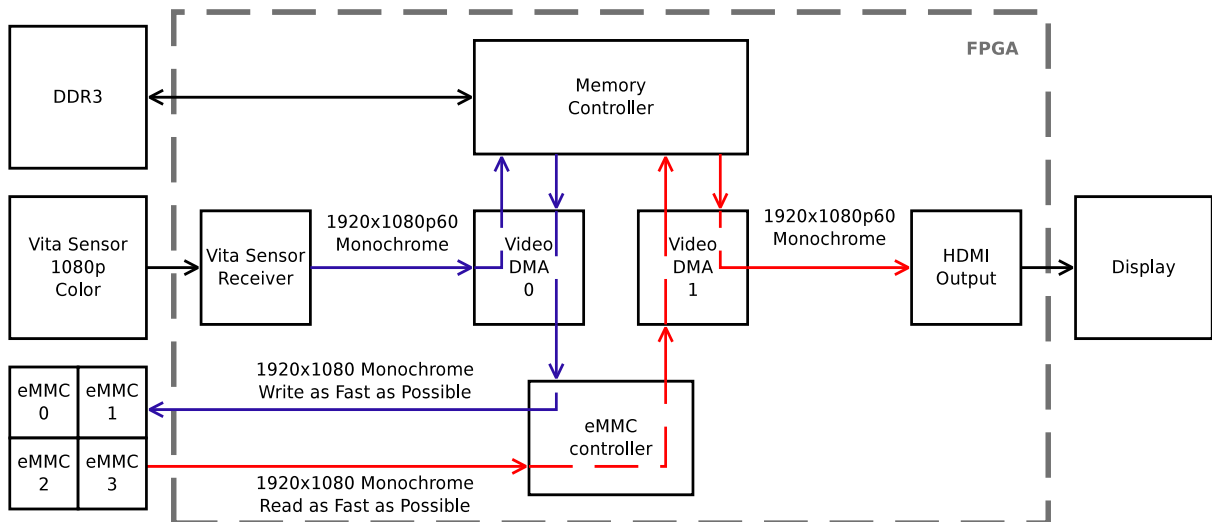 FPGA
DDR3
Memory
Controller
Vita Sensor
1080p
Color
Vita Sensor
Receiver
1920x1080p60
Monochrome
Video
DMA
0
Video
DMA
1
1920x1080p60
Monochrome
HDMI
Output
Display
eMMC
0
eMMC
1
eMMC
2
eMMC
3
1920x1080 Monochrome
Write as Fast as Possible
eMMC
controller
1920x1080 Monochrome
Read as Fast as Possible